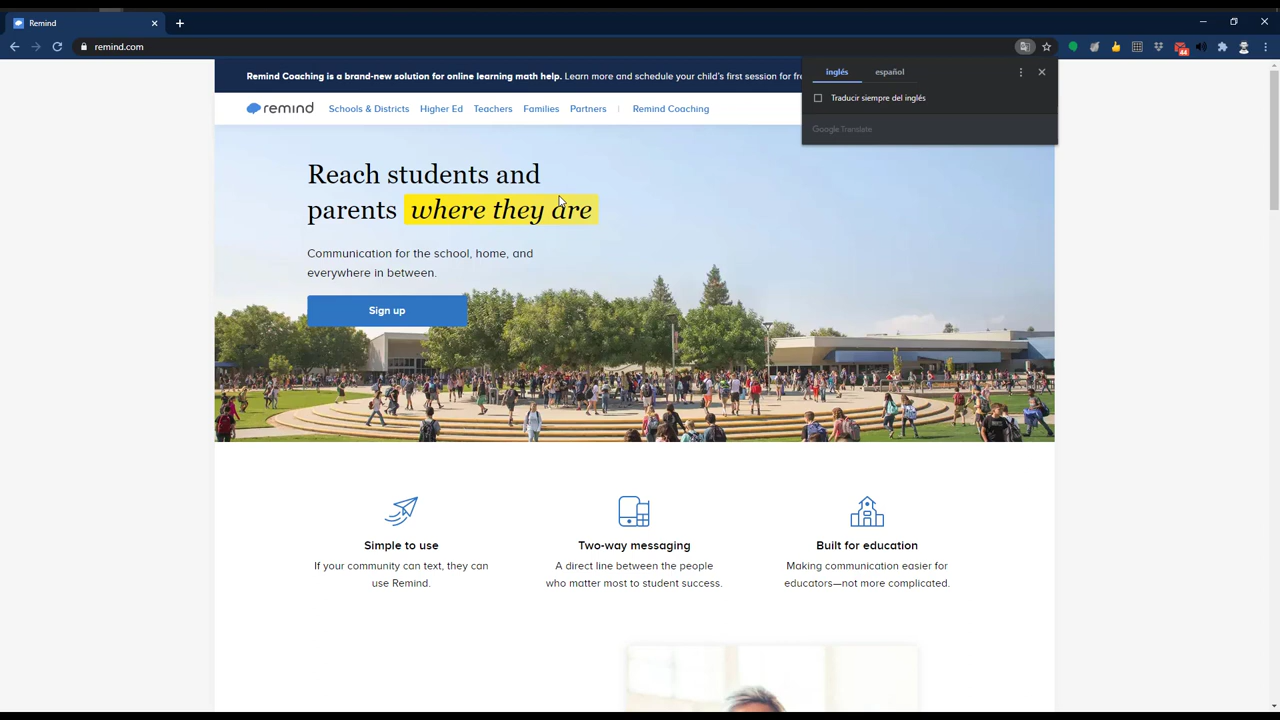 Remind
remind.com
44
Remind Coaching is a brand-new solution for online learning math help. Learn more and schedule your child's first session for fre
inglés español
Traducir siempre del inglés
Google Translate
remind Schools & Districts Higher Ed Teachers Families Partners Remind Coaching
Reach students and
parents where they are
Communication for the school, home, and
everywhere in between.
Sign up
Simple to use
If your community can text, they can
use Remind.
Two-way messaging
A direct line between the people
who matter most to student success.
Built for education
Making communication easier for
educators—not more complicated.